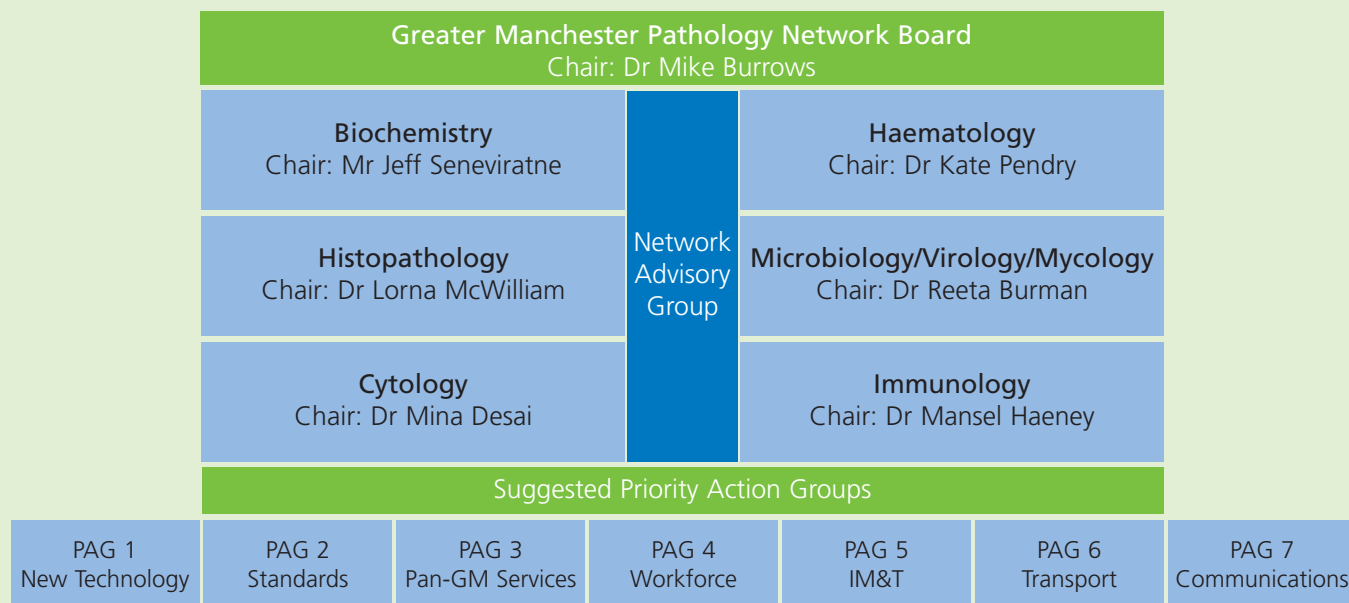 Greater Manchester Pathology Network Board
Chair: Dr Mike Burrows
Biochemistry
Chair: Mr Jeff Seneviratne
Haematology
Chair: Dr Kate Pendry
Histopathology
Chair: Dr Lorna McWilliam
Network
Advisory
Group
Microbiology/Virology/Mycology
Chair: Dr Reeta Burman
Cytology
Chair: Dr Mina Desai
Immunology
Chair: Dr Mansel Haeney
Suggested Priority Action Groups
PAG 1
New Technology
PAG 2
Standards
PAG 3
Pan-GM Services
PAG 4
Workforce
PAG 5
IM&T
PAG 6
Transport
PAG 7
Communications